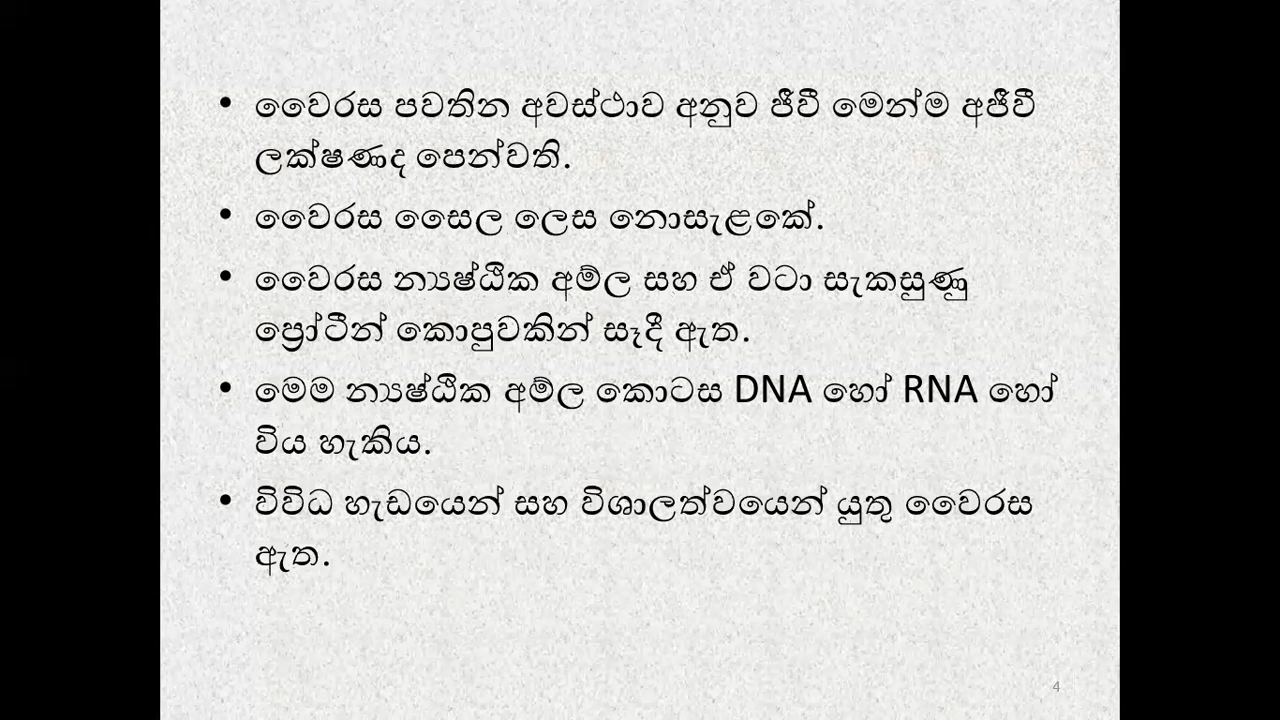 • වෛරස පවතින අවස්ථාව අනුව ජීවී මෙන්ම අජීවී
ලක්ෂණද පෙන්වති.
• වෛරස සෛල ලෙස නොසැළකේ.
• වෛරස න්‍යෂ්ඨික අම්ල සහ ඒ වටා සැකසුණු
ප්‍රෝටීන් කොපුවකින් සෑදී ඇත.
• මෙම න්‍යෂ්ඨික අම්ල කොටස DNA හෝ RNA හෝ
විය හැකිය.
• විවිධ හැඩයෙන් සහ විශාලත්වයෙන් යුතු වෛරස
ඇත.
4